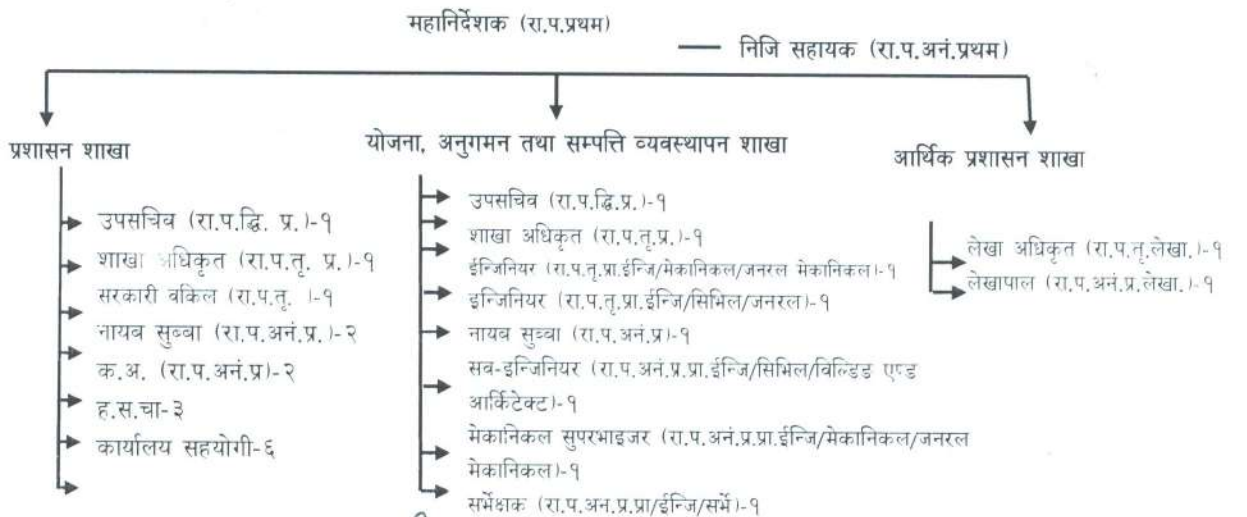 महानिर्देशक (रा.प.प्रथम)
निजि सहायक (रा.प.अनं.प्रथम)
प्रशासन शाखा
उपसचिव (रा.प.द्धि. प्र.)-१
शाखा अधिकृत (रा.प.तृ. प्र.)-१
सरकारी वकिल (रा.प.तृ. )-१
नायब सुब्बा (रा.प.अनं.प्र.)-२
क.अ. (रा.प.अनं.प्र)-२
ह.स.चा-३
कार्यालय सहयोगी-६
योजना, अनुगमन तथा सम्पत्ति व्यवस्थापन शाखा
उपसचिव (रा.प.द्धि.प्र.)-१
शाखा अधिकृत (रा.प.तृ.प्र.)-१
ईन्जिनियर (रा.प.तृ.प्रा.ईन्जि/मेकानिकल/जनरल मेकानिकल)-१
इन्जिनियर (रा.प.तृ.प्रा.ईन्जि/सिभिल/जनरल)-१
नायब सुब्बा (रा.प.अनं.प्र)-१
सब-इन्जिनियर (रा.प.अनं.प्र.प्रा.ईन्जि/सिभिल/विल्डिड एण्ड
आर्किटेक्ट)-१
मेकानिकल सुपरभाइजर (रा.प.अनं.प्र.प्रा.ईन्जि/मेकानिकल/जनरल
मेकानिकल)-१
सर्भेक्षक (रा.प.अन.प्र.प्रा/ईन्जि/सर्भे)-१
आर्थिक प्रशासन शाखा
लेखा अधिकृत (रा.प.तृ.लेखा.)-१
लेखापाल (रा.प.अनं.प्र.लेखा.)-१